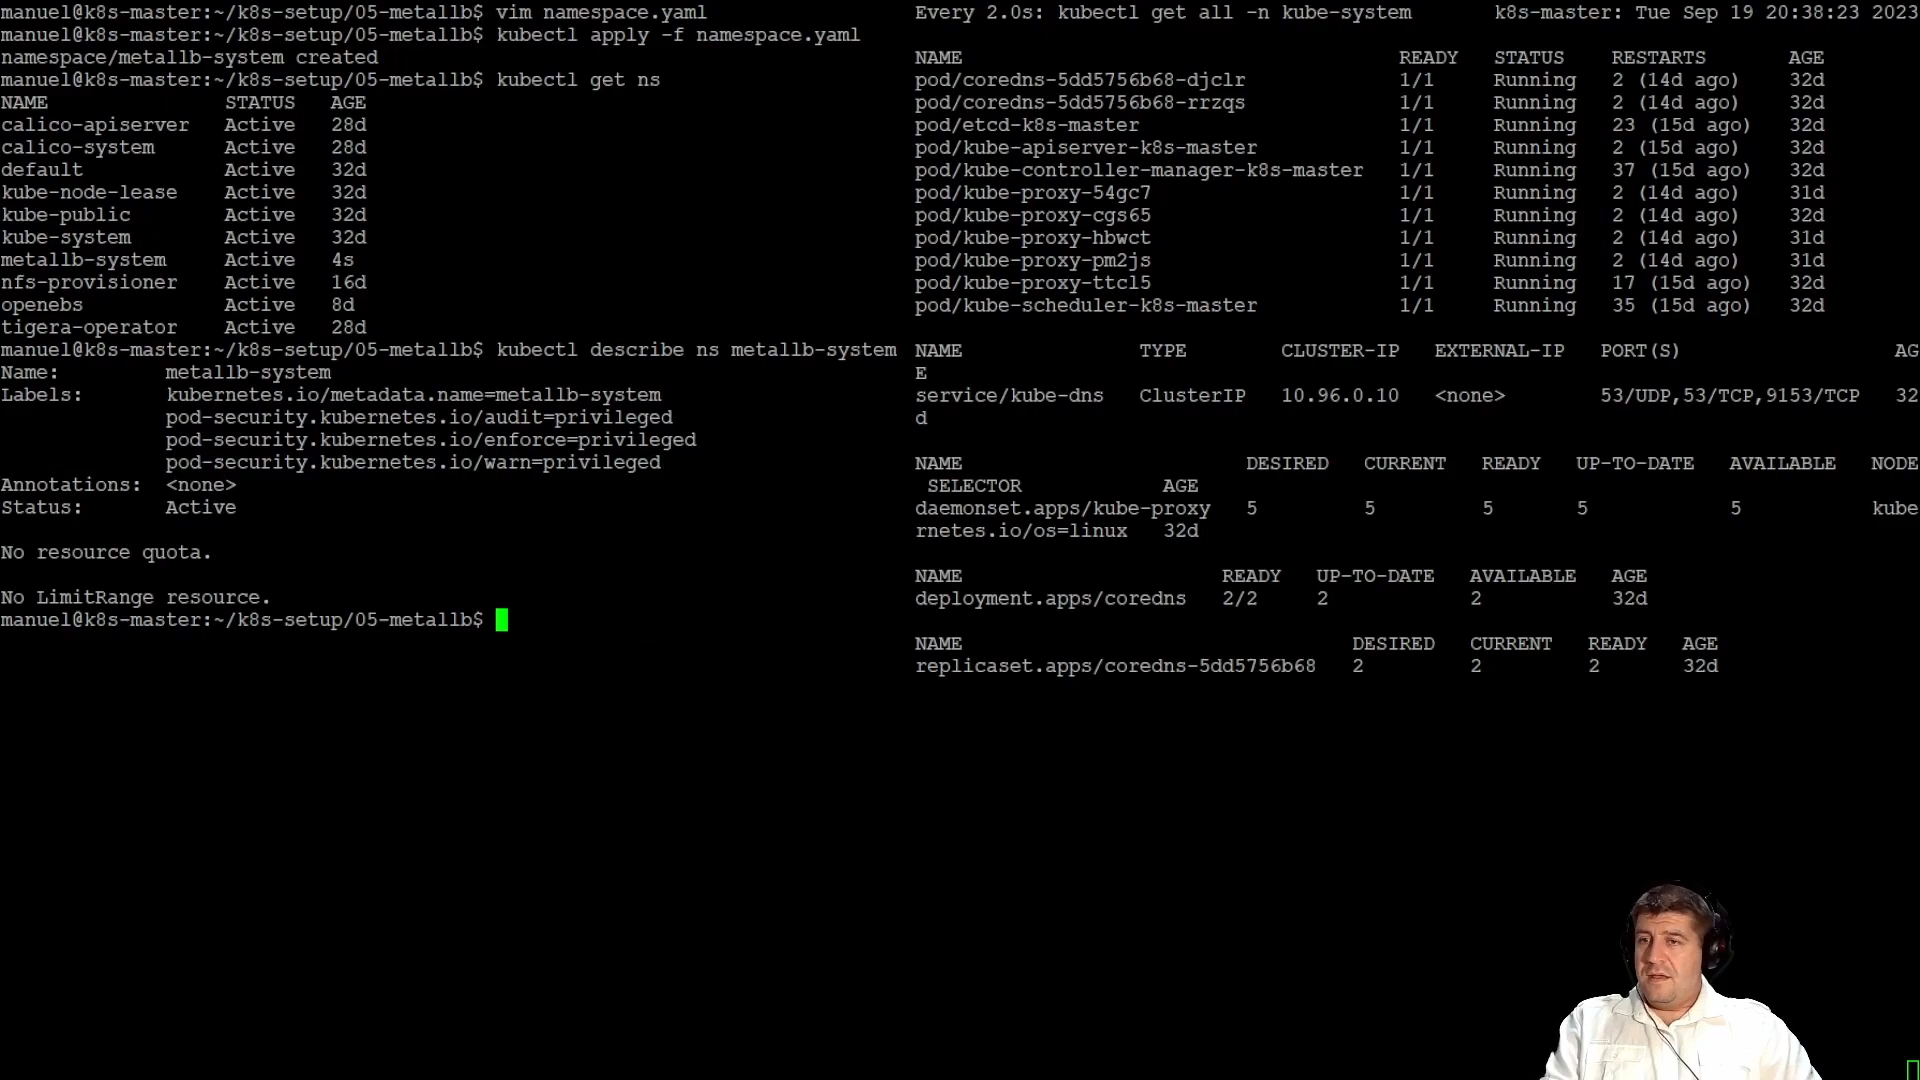 manuel@k8s-master:~/k8s-setup/05-metallb$ vim namespace.yaml
manuel@k8s-master:~/k8s-setup/05-metallb$ kubectl apply -f namespace.yaml
namespace/metallb-system created
manuel@k8s-master:~/k8s-setup/05-metallb$ kubectl get ns
NAME STATUS AGE
calico-apiserver Active 28d
calico-system Active 28d
default Active 32d
kube-node-lease Active 32d
kube-public Active 32d
kube-system Active 32d
metallb-system Active 4s
nfs-provisioner Active 16d
openebs Active 8d
tigera-operator Active 28d
manuel@k8s-master:~/k8s-setup/05-metallb$ kubectl describe ns metallb-system
Name: metallb-system
Labels: kubernetes.io/metadata.name=metallb-system
pod-security.kubernetes.io/audit=privileged
pod-security.kubernetes.io/enforce=privileged
pod-security.kubernetes.io/warn=privileged
Annotations: <none>
Status: Active
No resource quota.
No LimitRange resource.
manuel@k8s-master:~/k8s-setup/05-metallb$
Every 2.0s: kubectl get all -n kube-system k8s-master: Tue Sep 19 20:38:23 2023
NAME READY STATUS RESTARTS AGE
pod/coredns-5dd5756b68-djclr 1/1 Running 2 (14d ago) 32d
pod/coredns-5dd5756b68-rrzqs 1/1 Running 2 (14d ago) 32d
pod/etcd-k8s-master 1/1 Running 23 (15d ago) 32d
pod/kube-apiserver-k8s-master 1/1 Running 2 (15d ago) 32d
pod/kube-controller-manager-k8s-master 1/1 Running 37 (15d ago) 32d
pod/kube-proxy-54gc7 1/1 Running 2 (14d ago) 31d
pod/kube-proxy-cgs65 1/1 Running 2 (14d ago) 32d
pod/kube-proxy-hbwct 1/1 Running 2 (14d ago) 31d
pod/kube-proxy-pm2js 1/1 Running 2 (14d ago) 31d
pod/kube-proxy-ttcl5 1/1 Running 17 (15d ago) 32d
pod/kube-scheduler-k8s-master 1/1 Running 35 (15d ago) 32d
NAME TYPE CLUSTER-IP EXTERNAL-IP PORT(S) AG
E
service/kube-dns ClusterIP 10.96.0.10 <none> 53/UDP,53/TCP,9153/TCP 32
d
NAME DESIRED CURRENT READY UP-TO-DATE AVAILABLE NODE
SELECTOR AGE
daemonset.apps/kube-proxy 5 5 5 5 5 kube
rnetes.io/os=linux 32d
NAME READY UP-TO-DATE AVAILABLE AGE
deployment.apps/coredns 2/2 2 2 32d
NAME DESIRED CURRENT READY AGE
replicaset.apps/coredns-5dd5756b68 2 2 2 32d